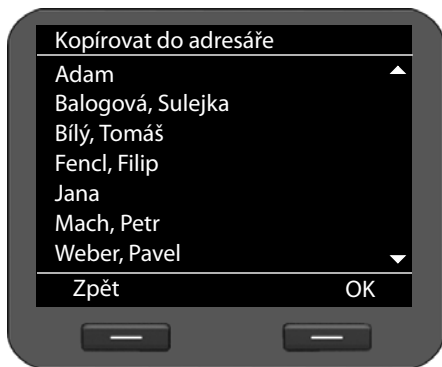 Kopírovat do adresáře
Adam
Balogová, Sulejka
Bílý, Tomáš
Fencl, Filip
Jana
Mach, Petr
Weber, Pavel
Zpět OK